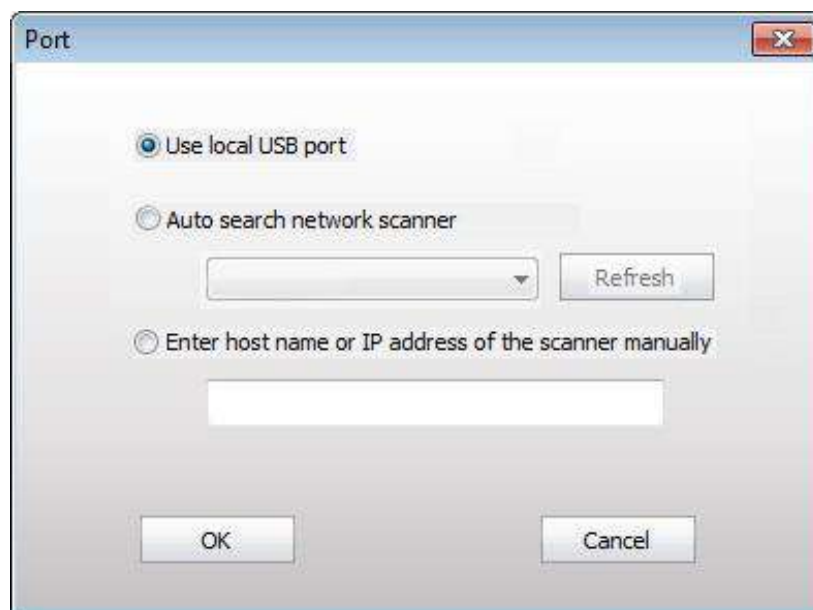 Port
Use local USB port
Auto search network scanner
Refresh
Enter host name or IP address of the scanner manually
OK
Cancel